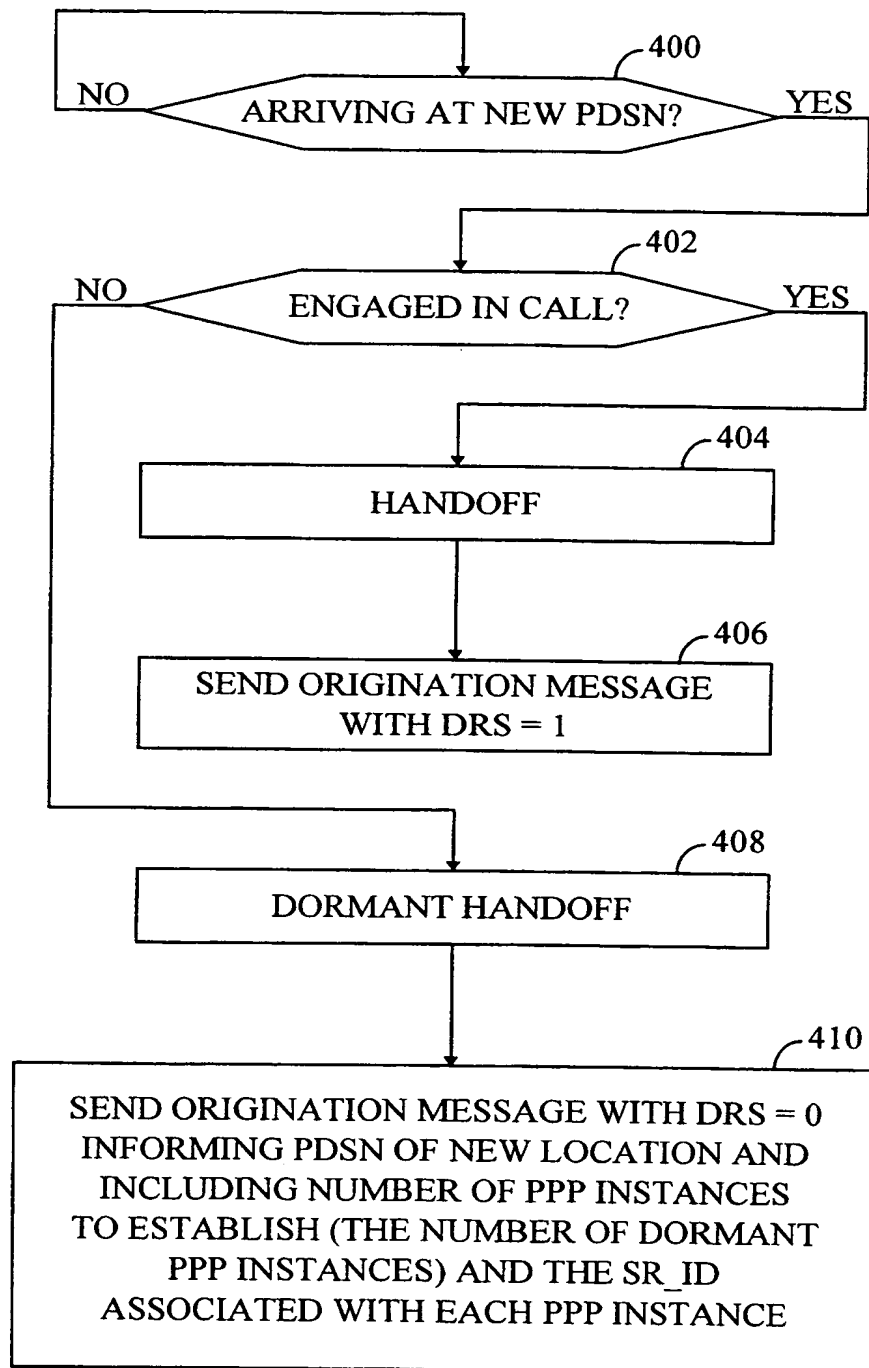 400
NO
ARRIVING AT NEW PDSN?
YES
402
NO
ENGAGED IN CALL?
YES
404
HANDOFF
406
SEND ORIGINATION MESSAGE
WITH DRS = 1
408
DORMANT HANDOFF
410
SEND ORIGINATION MESSAGE WITH DRS = 0
INFORMING PDSN OF NEW LOCATION AND
INCLUDING NUMBER OF PPP INSTANCES
TO ESTABLISH (THE NUMBER OF DORMANT
PPP INSTANCES) AND THE SR_ID
ASSOCIATED WITH EACH PPP INSTANCE